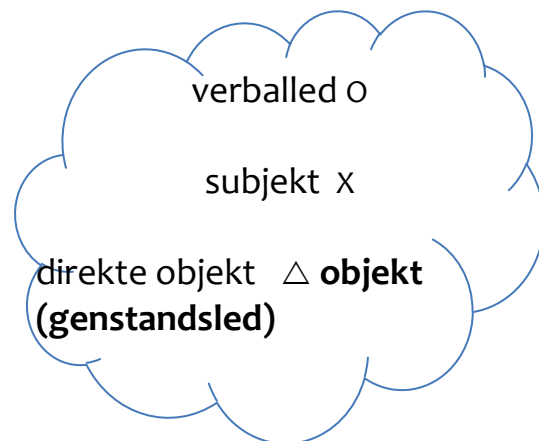 verballed O
subjekt X
direkte objekt △ objekt
(genstandsled)